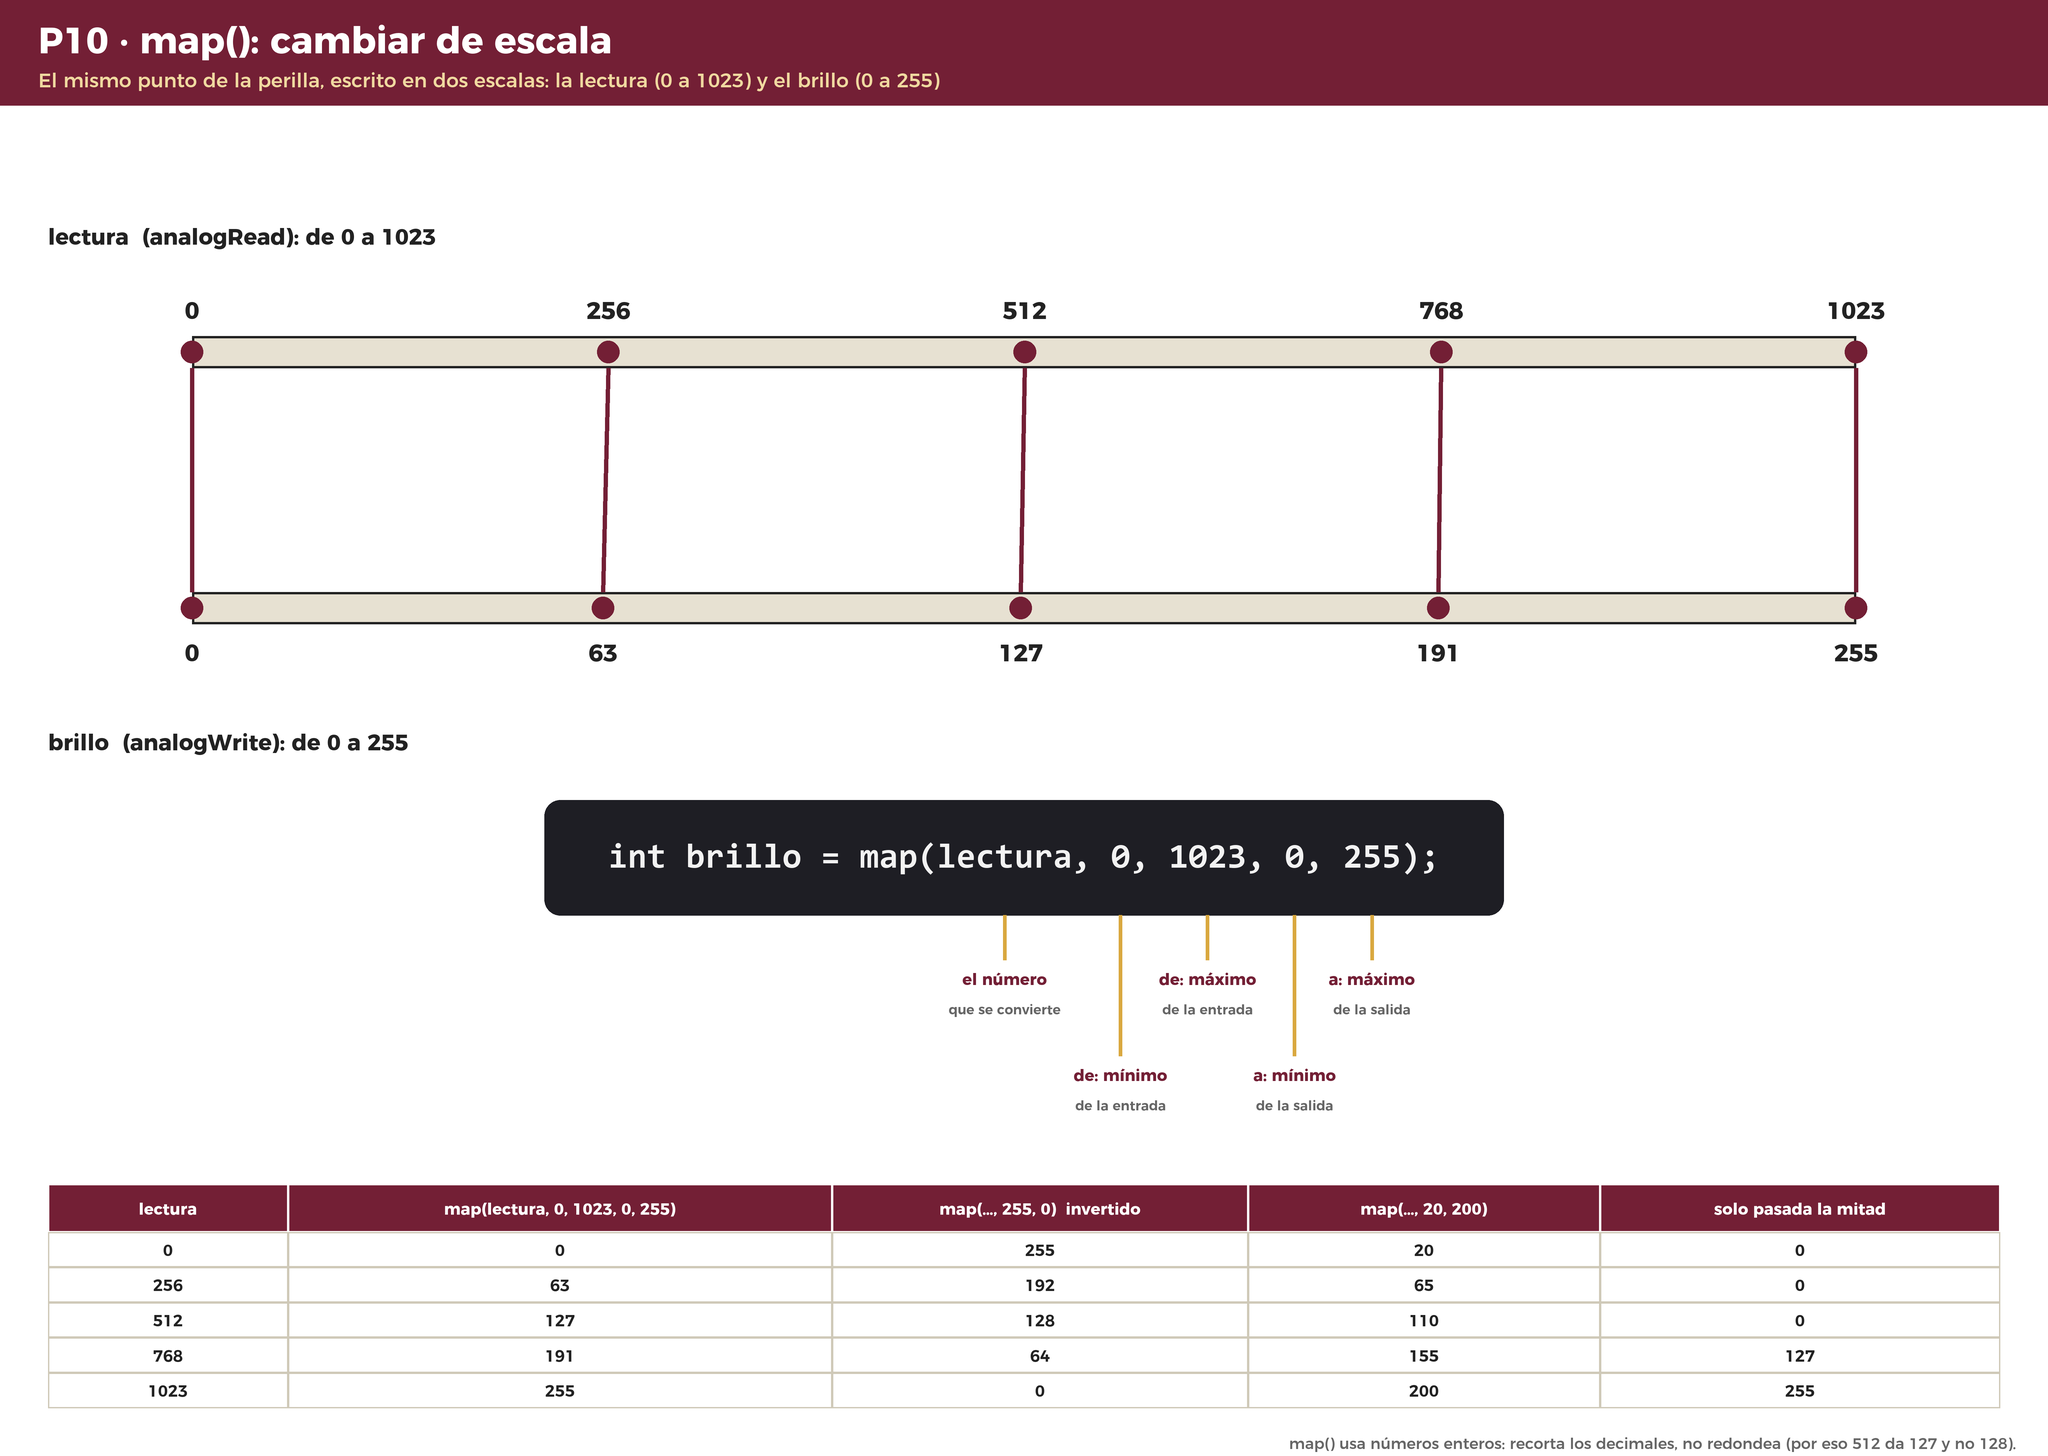 P10 · map(): cambiar de escala
El mismo punto de la perilla, escrito en dos escalas: la lectura (0 a 1023) y el brillo (0 a 255)
lectura (analogRead): de 0 a 1023
0 256 512 768 1023
0 63 127 191 255
brillo (analogWrite): de 0 a 255
int brillo = map(lectura, 0, 1023, 0, 255);
el número de: máximo a: máximo
que se convierte de la entrada de la salida
de: mínimo a: mínimo
de la entrada de la salida
lectura map(lectura, 0, 1023, 0, 255) map(..., 255, 0) invertido map(..., 20, 200) solo pasada la mitad
0 0 255 20 0
256 63 192 65 0
512 127 128 110 0
768 191 64 155 127
1023 255 0 200 255
map() usa números enteros: recorta los decimales, no redondea (por eso 512 da 127 y no 128).